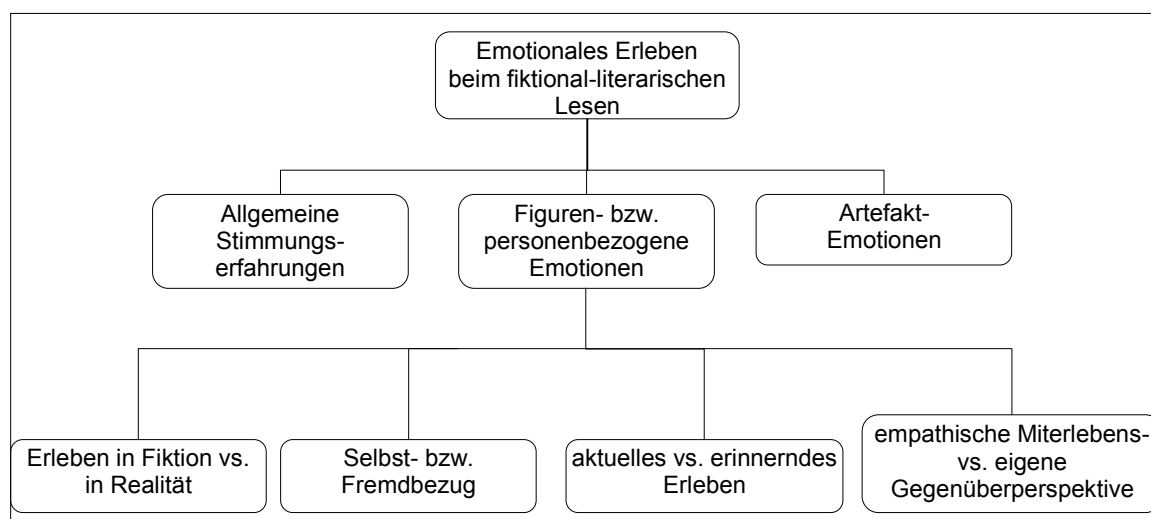 Emotionales Erleben
beim fiktional-literarischen
Lesen
Allgemeine
Stimmungs-
erfahrungen
Figuren- bzw.
personenbezogene
Emotionen
Artefakt-
Emotionen
Erleben in Fiktion vs.
in Realität
Selbst- bzw.
Fremdbezug
aktuelles vs. erinnerndes
Erleben
empathische Miterlebens-
vs. eigene
Gegenüberperspektive